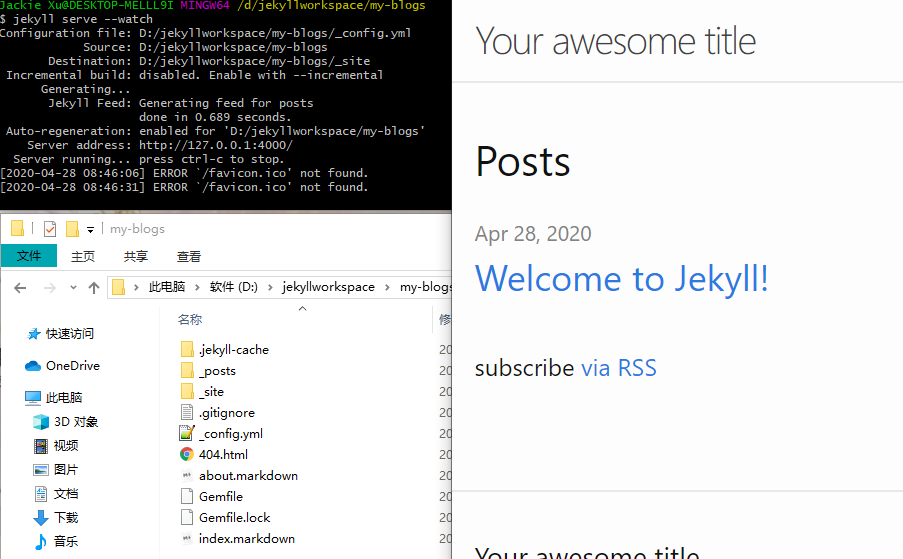 Jackie Xu@DESKTOP-MELLL9I MINGW64 /d/jekyllworkspace/my-blogs
$ jekyll serve --watch
Configuration file: D:/jekyllworkspace/my-blogs/_config.yml
Source: D:/jekyllworkspace/my-blogs
Destination: D:/jekyllworkspace/my-blogs/_site
Incremental build: disabled. Enable with --incremental
Generating...
Jekyll Feed: Generating feed for posts
done in 0.689 seconds.
Auto-regeneration: enabled for 'D:/jekyllworkspace/my-blogs'
Server address: http://127.0.0.1:4000/
Server running... press ctrl-c to stop.
[2020-04-28 08:46:06] ERROR `/favicon.ico' not found.
[2020-04-28 08:46:31] ERROR `/favicon.ico' not found.
my-blogs
文件 主页 共享 查看
此电脑 软件 (D:) jekyllworkspace my-blogs
快速访问
OneDrive
此电脑
3D 对象
视频
图片
文档
下载
音乐
名称 修
.jekyll-cache 20
_posts 20
_site 20
.gitignore 20
_config.yml 20
404.html 20
about.markdown 20
Gemfile 20
Gemfile.lock 20
index.markdown 20
Your awesome title
Posts
Apr 28, 2020
Welcome to Jekyll!
subscribe via RSS
Your awesome title